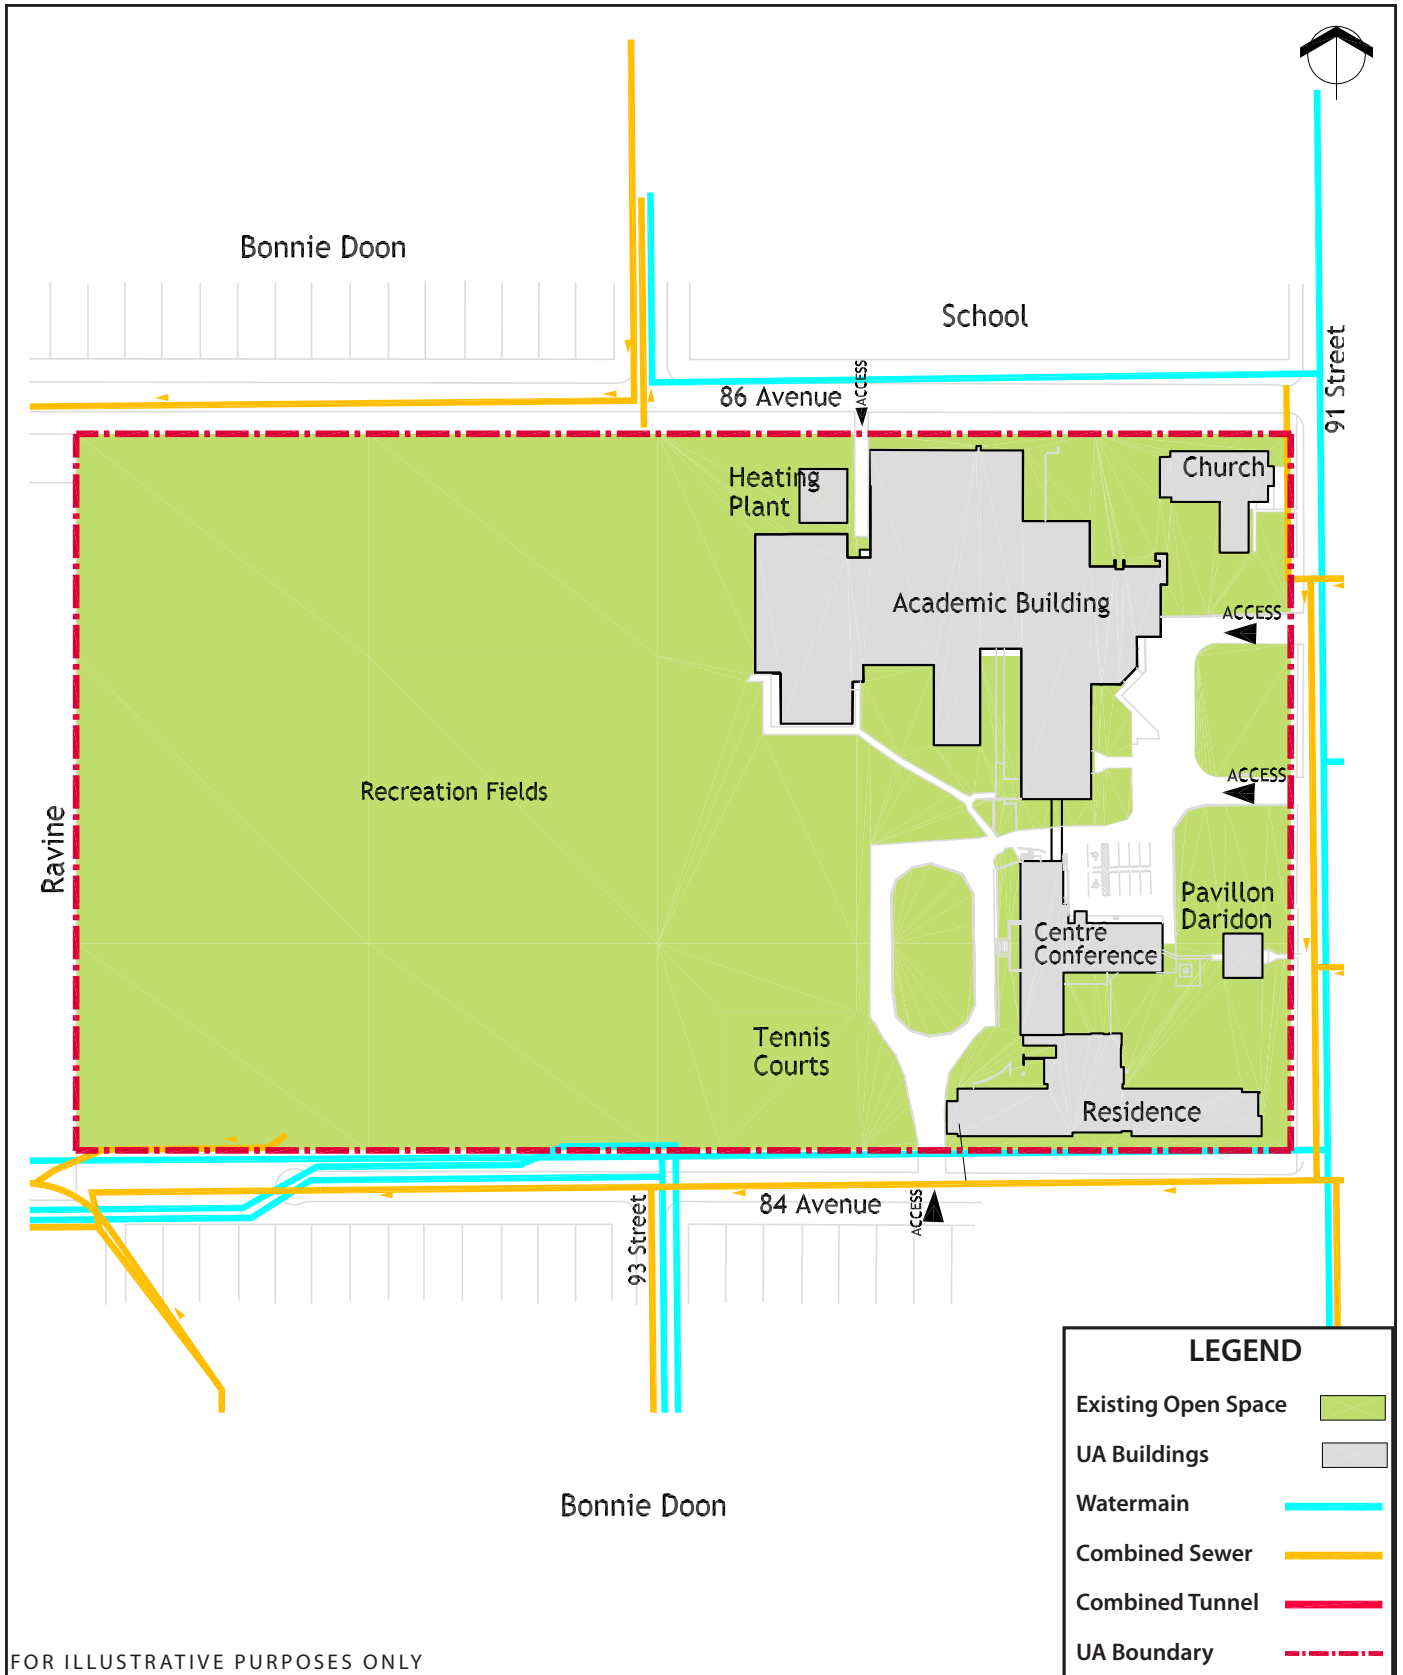 Bonnie Doon
School
86 Avenue
ACCESS
91 Street
Heating
Plant
Church
Academic Building
ACCESS
Recreation Fields
ACCESS
Ravine
Pavillon
Daridon
Centre
Conference
Tennis
Courts
Residence
84 Avenue
ACCESS
93 Street
Bonnie Doon
LEGEND
Existing Open Space
UA Buildings
Watermain
Combined Sewer
Combined Tunnel
UA Boundary
FOR ILLUSTRATIVE PURPOSES ONLY